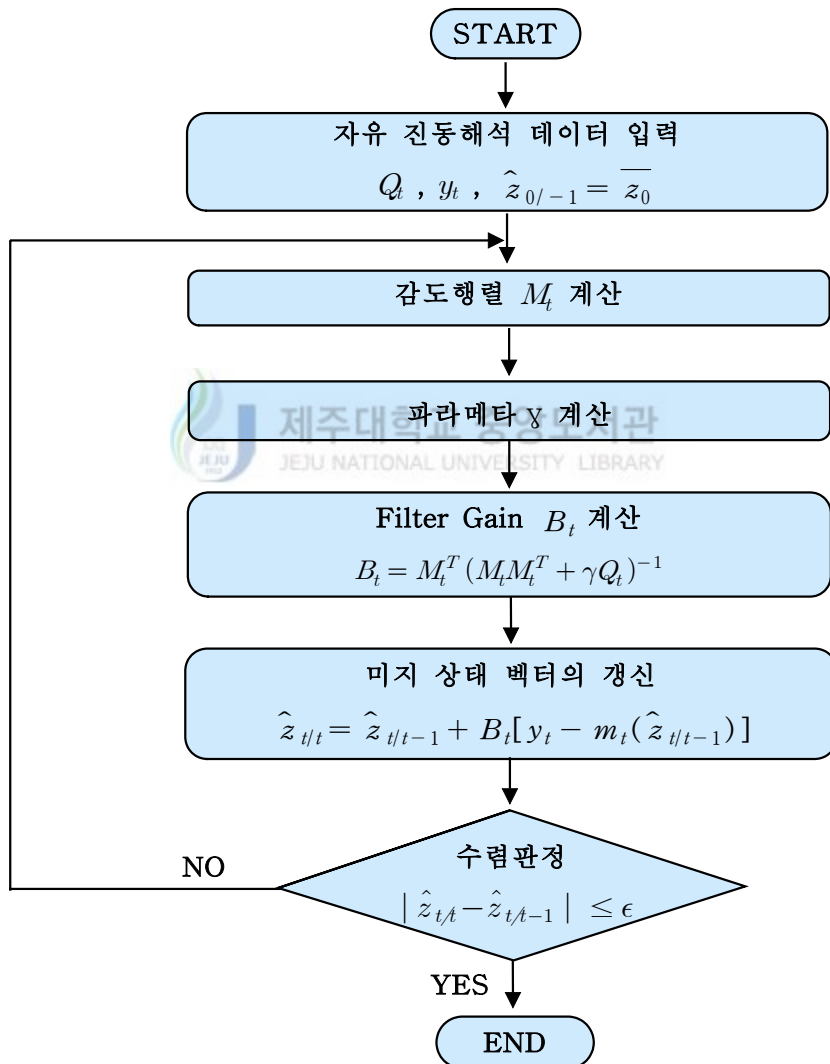 START
자유 진동해석 데이터 입력
Q_t , y_t , ẑ_{0/-1} = \overline{z_0}
감도행렬 M_t 계산
파라메타 γ 계산
제주대학교 중앙도서관
JEJU NATIONAL UNIVERSITY LIBRARY
JEJU
1952
Filter Gain B_t 계산
B_t = M_t^T (M_t M_t^T + γQ_t)^{-1}
미지 상태 벡터의 갱신
ẑ_{t/t} = ẑ_{t/t-1} + B_t[ y_t - m_t(ẑ_{t/t-1}) ]
수렴판정
NO
| ẑ_{t/t} - ẑ_{t/t-1} | ≤ ϵ
YES
END